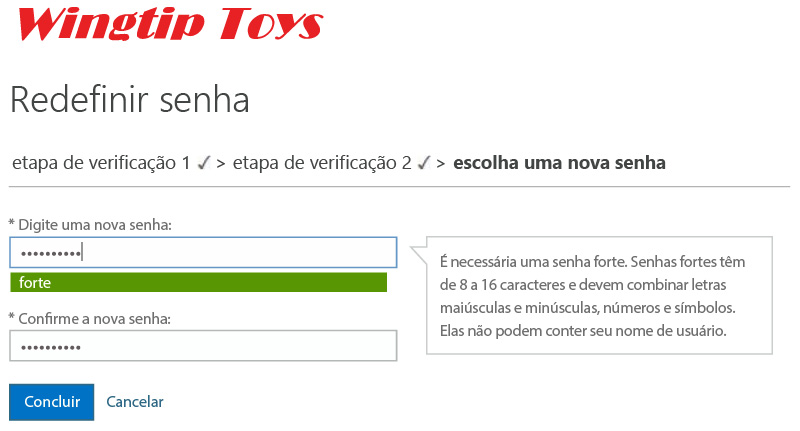 Wingtip Toys
Redefinir senha
etapa de verificação 1 ✓ > etapa de verificação 2 ✓ > escolha uma nova senha
* Digite uma nova senha:
••••••••••
forte
É necessária uma senha forte. Senhas fortes têm
de 8 a 16 caracteres e devem combinar letras
maiúsculas e minúsculas, números e símbolos.
Elas não podem conter seu nome de usuário.
* Confirme a nova senha:
••••••••••
Concluir Cancelar